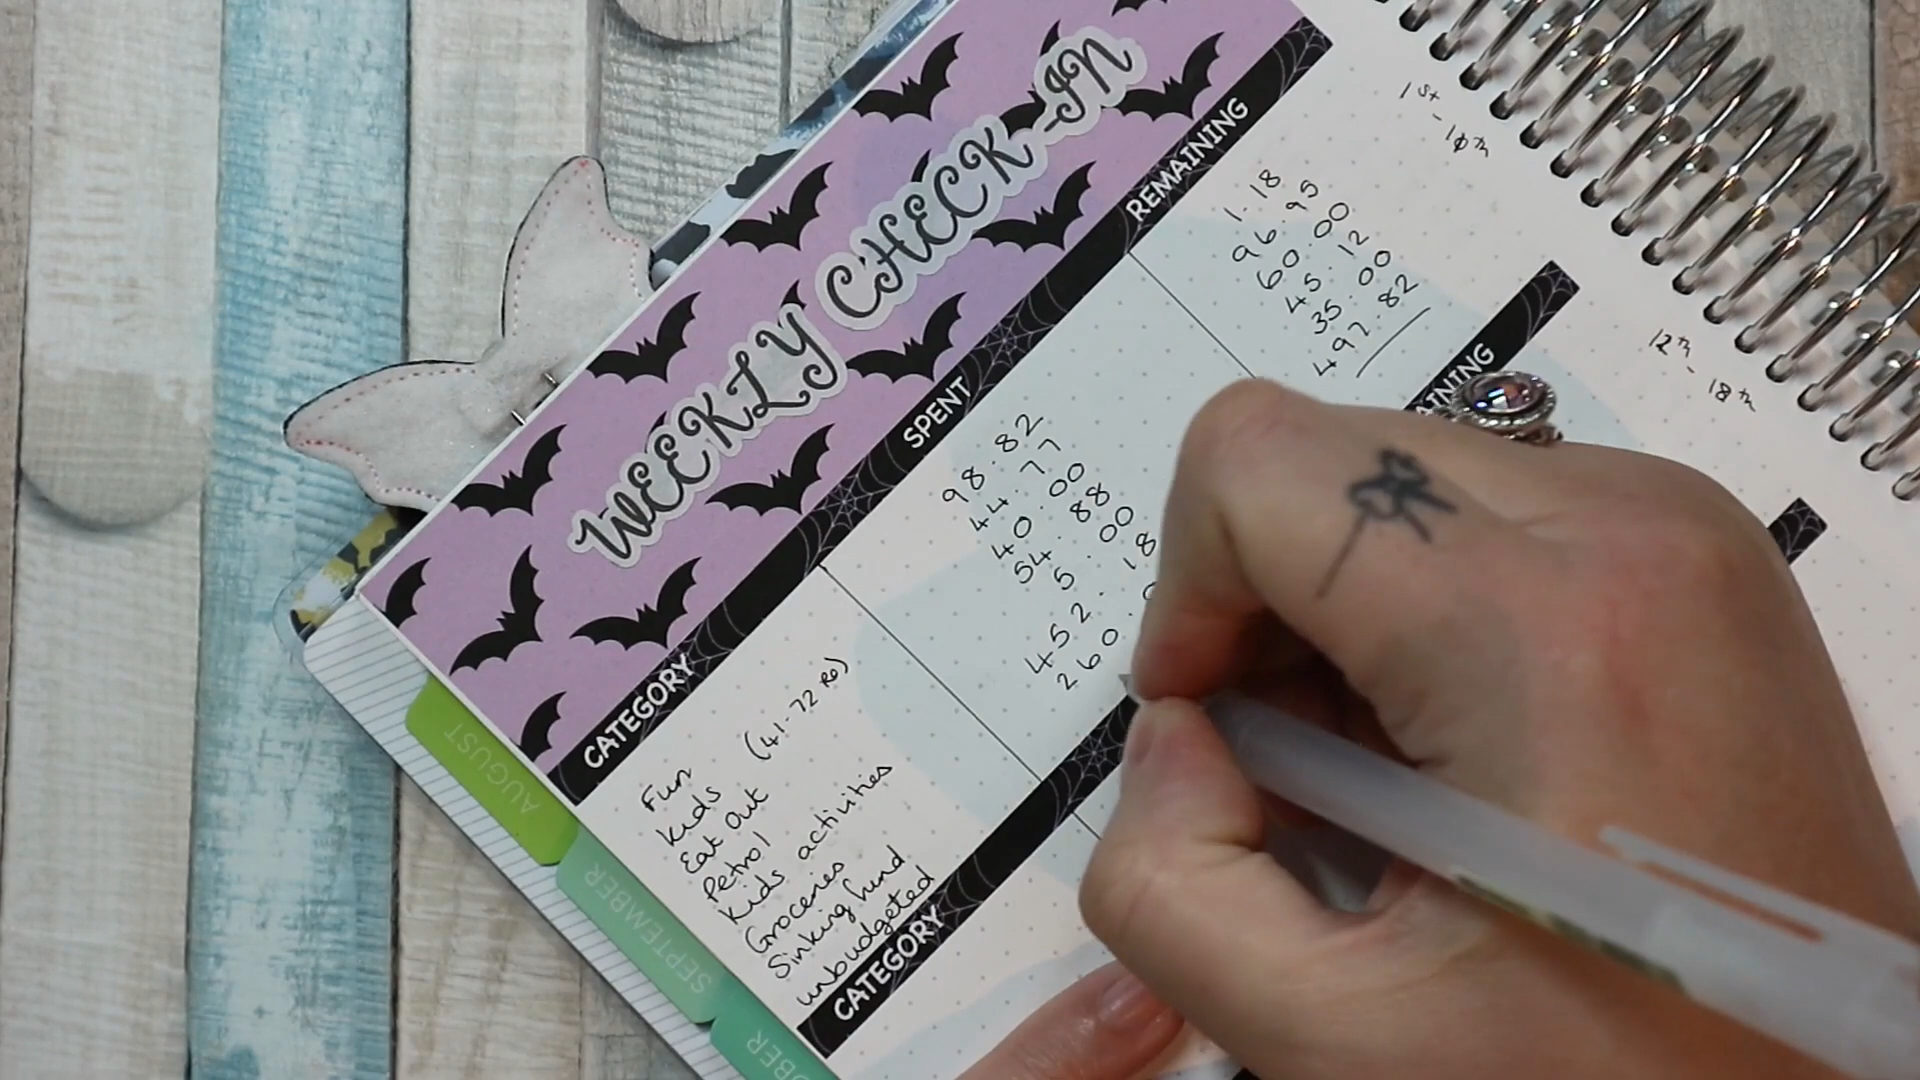 WEEKLY CHECK-IN
CATEGORY SPENT REMAINING
1st - 10th
Fun (41.72 RO) 98.82 1.18
Kids 44.77 96.95
Eat Out 40.00 60.00
Petrol 54.88 45.12
Kids activities 5.00 35.00
Groceries 452.18 497.82
Sinking fund 260.
unbudgeted
CATEGORY AINING
12th - 18th
AUGUST
SEPTEMBER
OBER